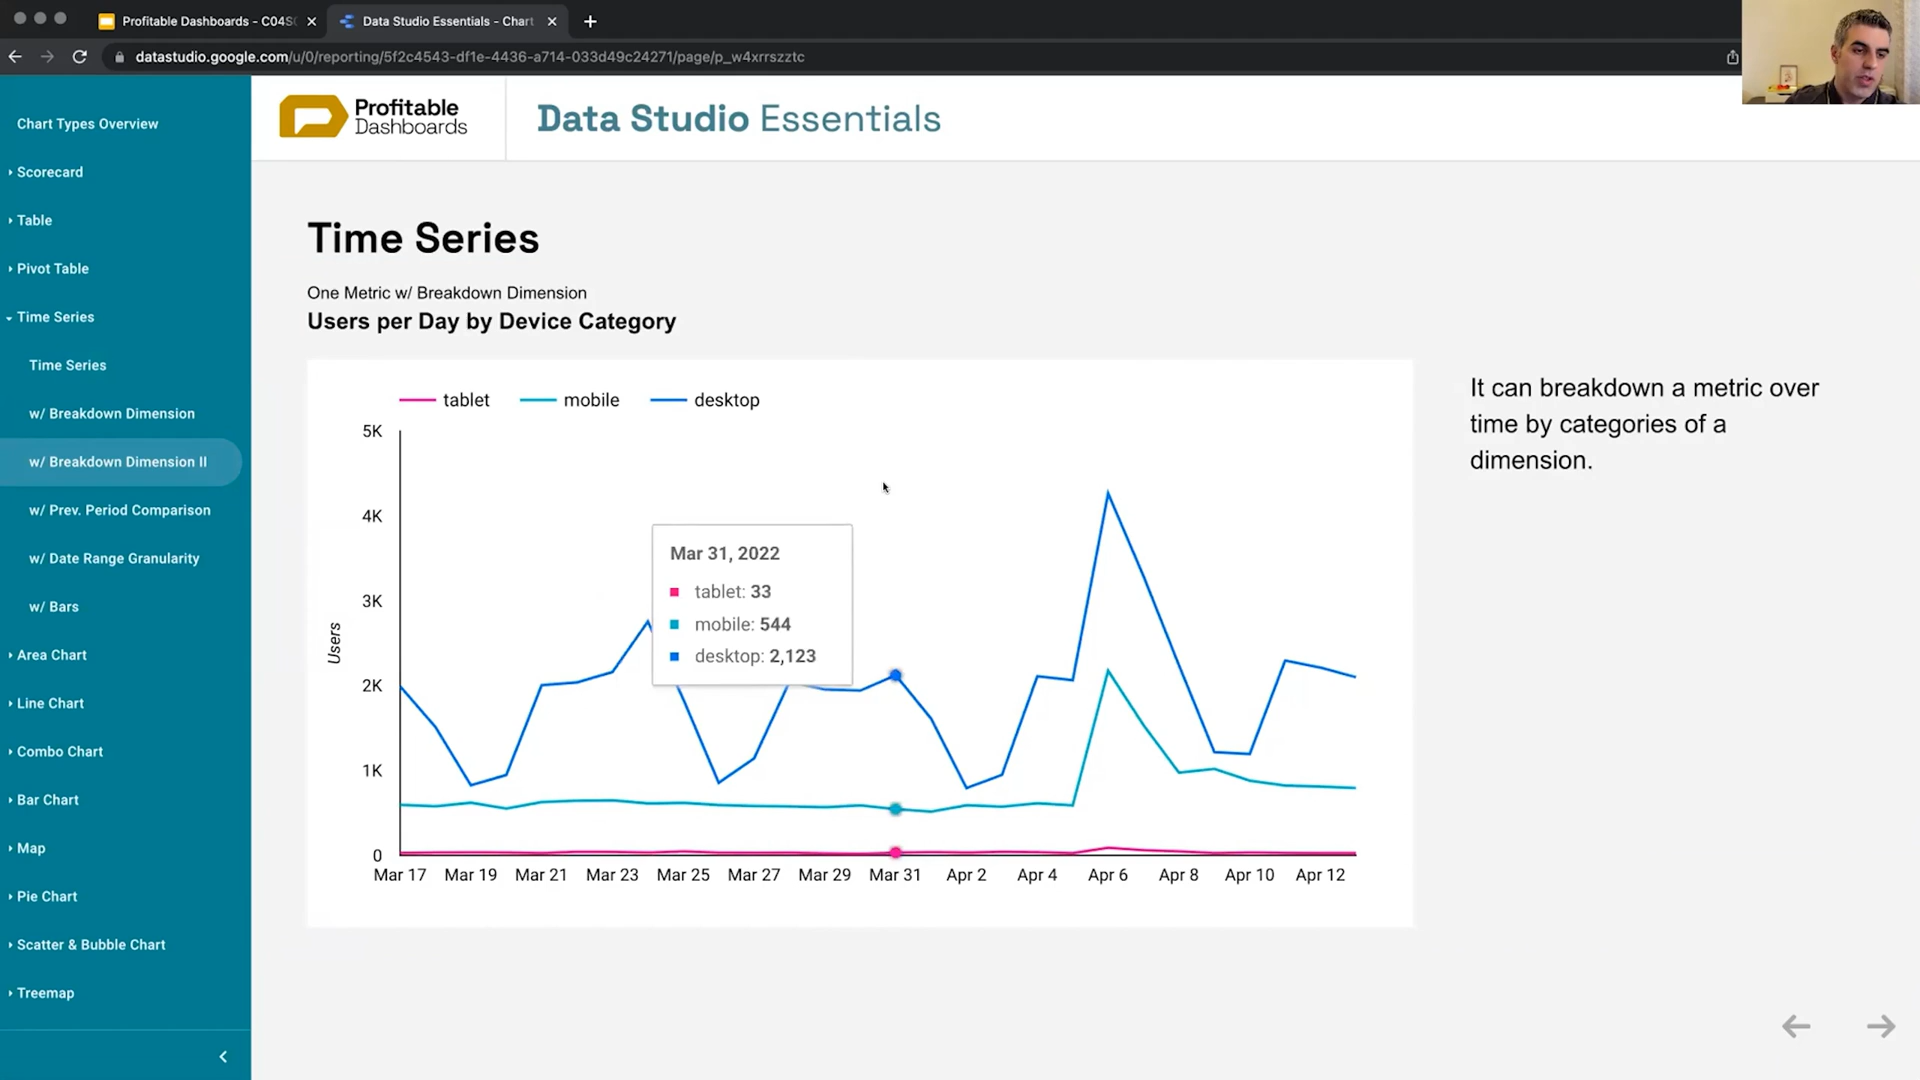 Profitable Dashboards - C04S
Data Studio Essentials - Chart
datastudio.google.com/u/0/reporting/5f2c4543-df1e-4436-a714-033d49c24271/page/p_w4xrrszztc
Chart Types Overview
Scorecard
Table
Pivot Table
Time Series
Time Series
w/ Breakdown Dimension
w/ Breakdown Dimension II
w/ Prev. Period Comparison
w/ Date Range Granularity
w/ Bars
Area Chart
Line Chart
Combo Chart
Bar Chart
Map
Pie Chart
Scatter & Bubble Chart
Treemap
Profitable
Dashboards
Data Studio Essentials
Time Series
One Metric w/ Breakdown Dimension
Users per Day by Device Category
tablet mobile desktop
5K
4K
3K
2K
1K
0
Users
Mar 31, 2022
tablet: 33
mobile: 544
desktop: 2,123
Mar 17 Mar 19 Mar 21 Mar 23 Mar 25 Mar 27 Mar 29 Mar 31 Apr 2 Apr 4 Apr 6 Apr 8 Apr 10 Apr 12
It can breakdown a metric over
time by categories of a
dimension.